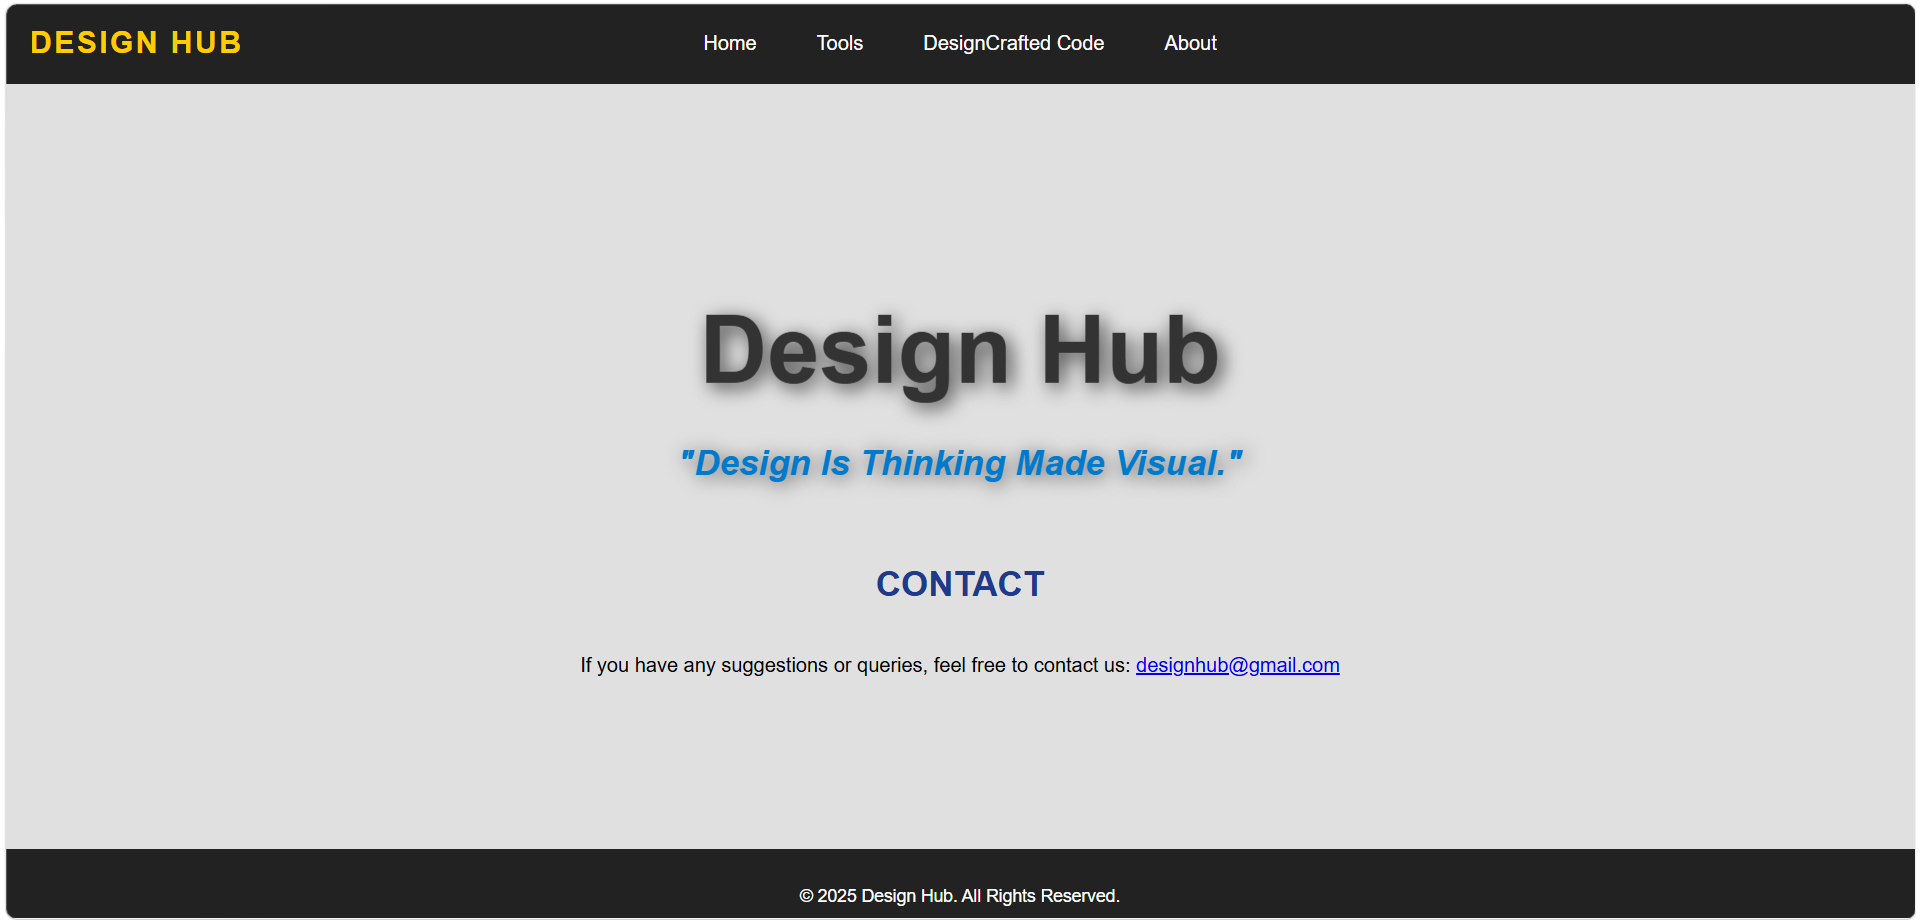 DESIGN HUB
Home Tools DesignCrafted Code About
Design Hub
"Design Is Thinking Made Visual."
CONTACT
If you have any suggestions or queries, feel free to contact us: designhub@gmail.com
© 2025 Design Hub. All Rights Reserved.